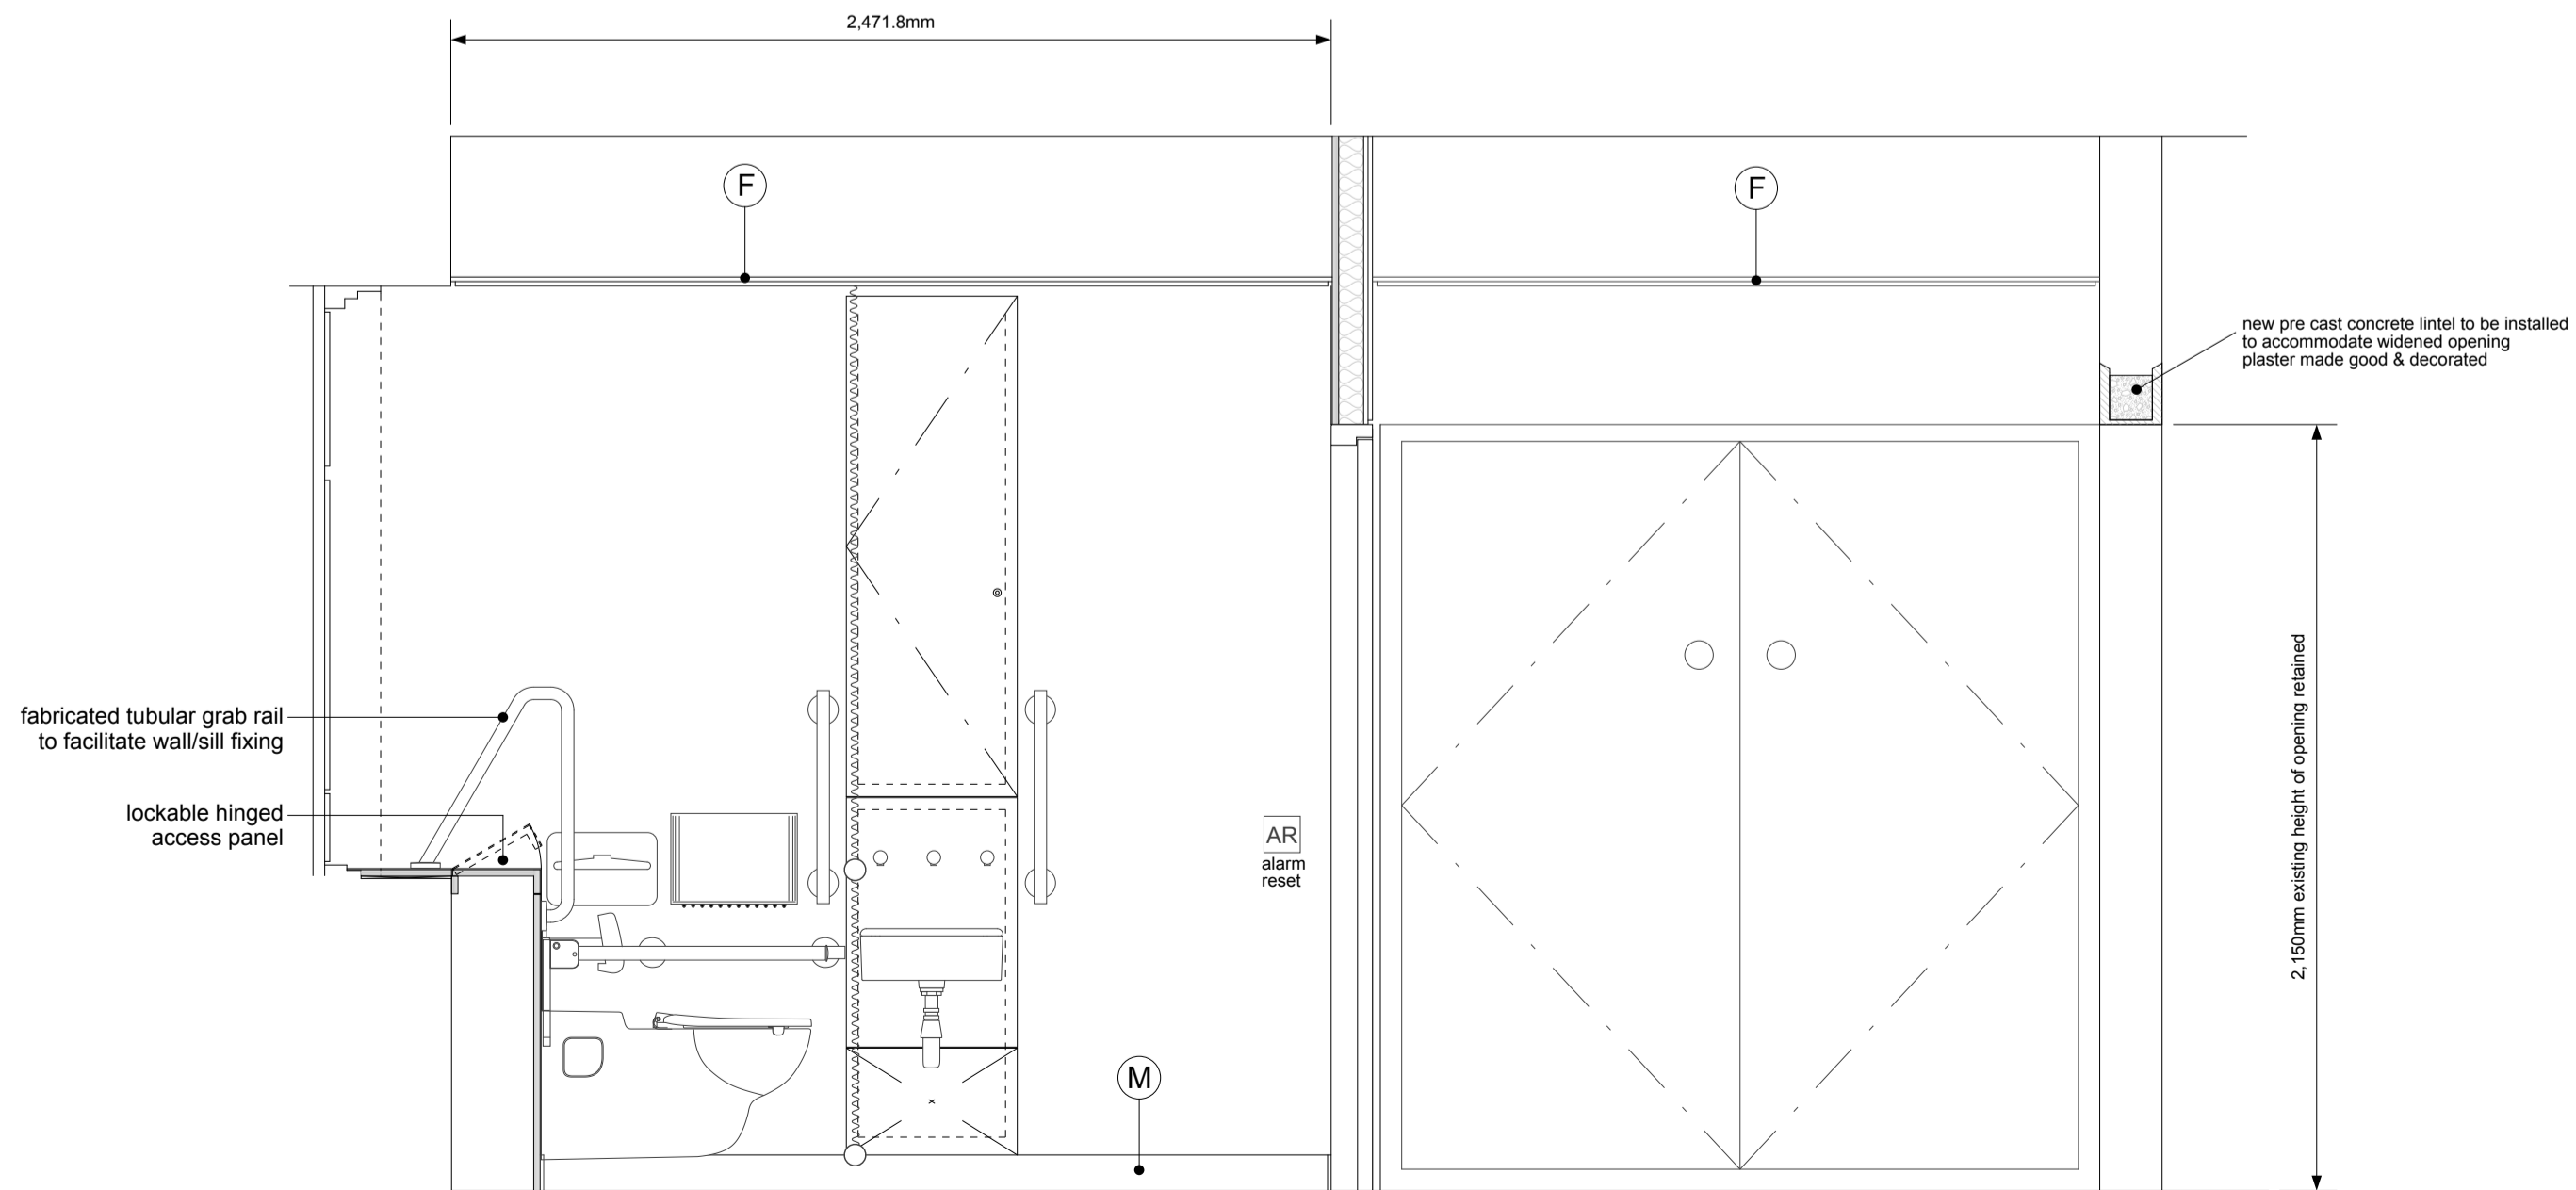 2,471.8mm
F
F
new pre cast concrete lintel to be installed
to accommodate widened opening
plaster made good & decorated
fabricated tubular grab rail
to facilitate wall/sill fixing
lockable hinged
access panel
AR
alarm
reset
2,150mm existing height of opening retained
M